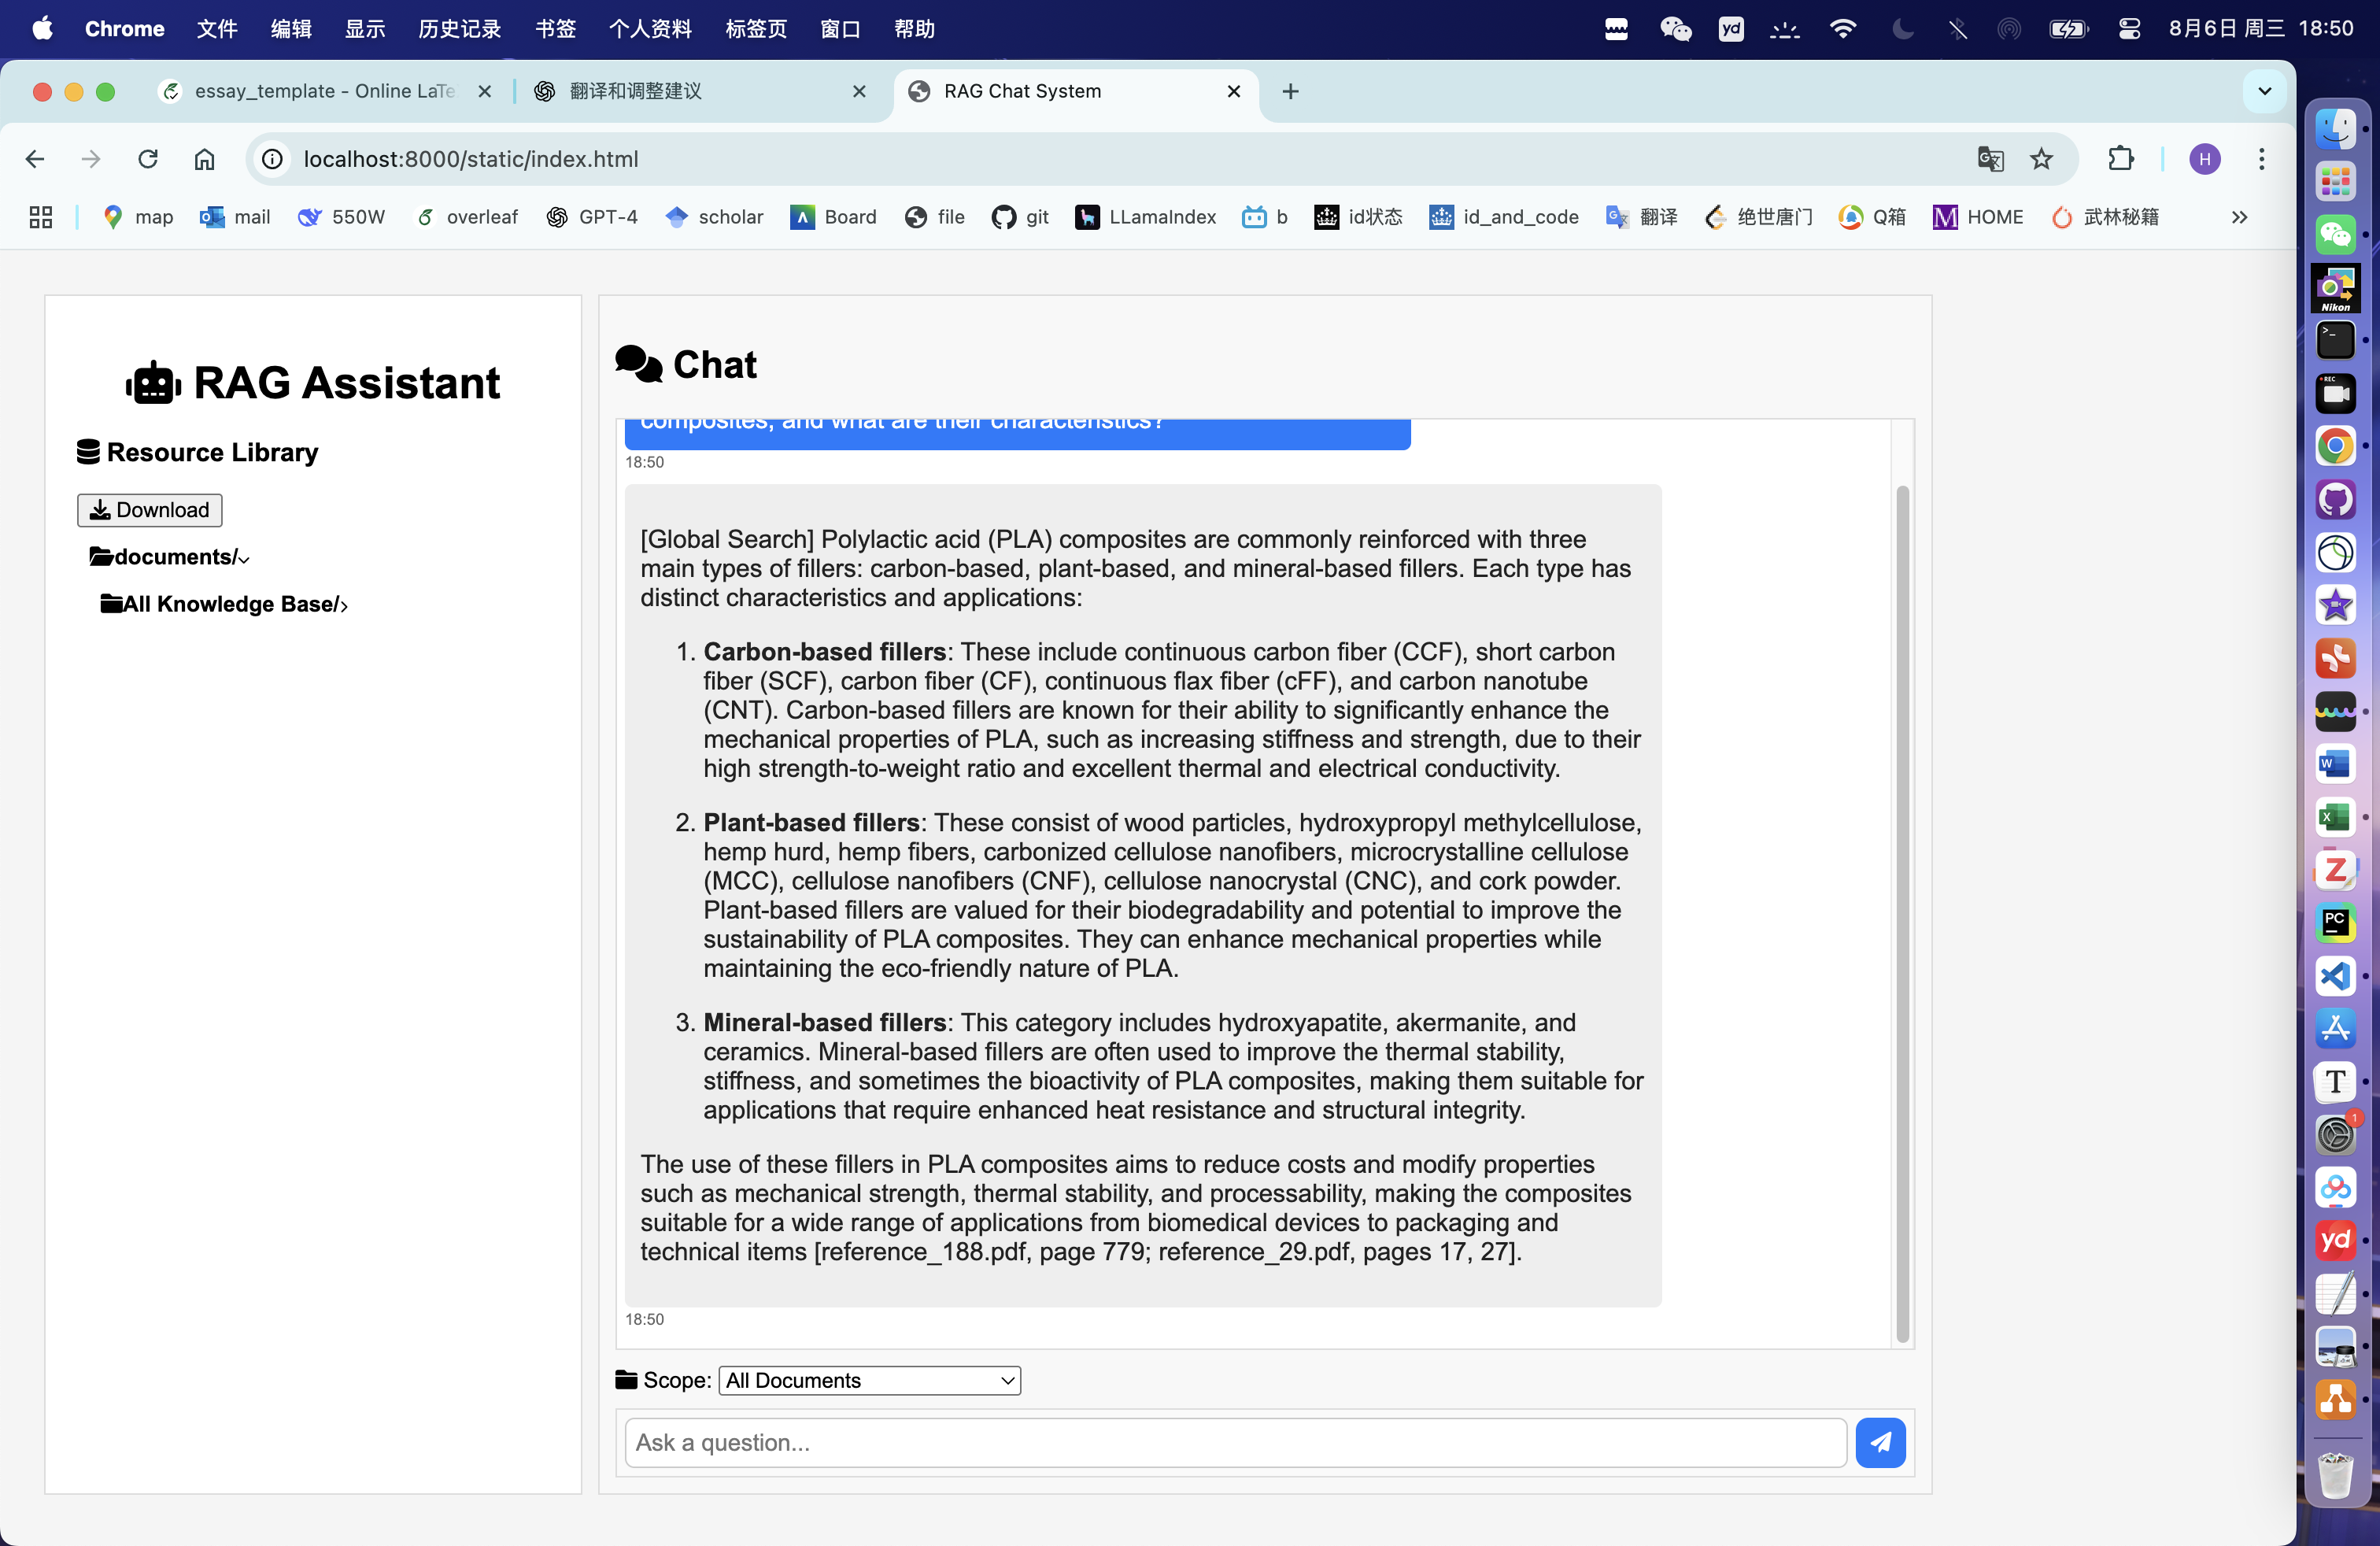 Chrome 文件 编辑 显示 历史记录 书签 个人资料 标签页 窗口 帮助 yd 8月6日 周三 18:50
essay_template - Online LaTe 翻译和调整建议 RAG Chat System
localhost:8000/static/index.html H
map mail 550W overleaf GPT-4 scholar Board file git LLamaIndex b id状态 id_and_code 翻译 绝世唐门 Q箱 HOME 武林秘籍
RAG Assistant
Resource Library
Download
documents/
All Knowledge Base/
Chat
composites, and what are their characteristics?
18:50
[Global Search] Polylactic acid (PLA) composites are commonly reinforced with three
main types of fillers: carbon-based, plant-based, and mineral-based fillers. Each type has
distinct characteristics and applications:
1. Carbon-based fillers: These include continuous carbon fiber (CCF), short carbon
fiber (SCF), carbon fiber (CF), continuous flax fiber (cFF), and carbon nanotube
(CNT). Carbon-based fillers are known for their ability to significantly enhance the
mechanical properties of PLA, such as increasing stiffness and strength, due to their
high strength-to-weight ratio and excellent thermal and electrical conductivity.
2. Plant-based fillers: These consist of wood particles, hydroxypropyl methylcellulose,
hemp hurd, hemp fibers, carbonized cellulose nanofibers, microcrystalline cellulose
(MCC), cellulose nanofibers (CNF), cellulose nanocrystal (CNC), and cork powder.
Plant-based fillers are valued for their biodegradability and potential to improve the
sustainability of PLA composites. They can enhance mechanical properties while
maintaining the eco-friendly nature of PLA.
3. Mineral-based fillers: This category includes hydroxyapatite, akermanite, and
ceramics. Mineral-based fillers are often used to improve the thermal stability,
stiffness, and sometimes the bioactivity of PLA composites, making them suitable for
applications that require enhanced heat resistance and structural integrity.
The use of these fillers in PLA composites aims to reduce costs and modify properties
such as mechanical strength, thermal stability, and processability, making the composites
suitable for a wide range of applications from biomedical devices to packaging and
technical items [reference_188.pdf, page 779; reference_29.pdf, pages 17, 27].
18:50
Scope: All Documents
Ask a question...
Nikon
REC
W
X
Z
PC
T
1
yd